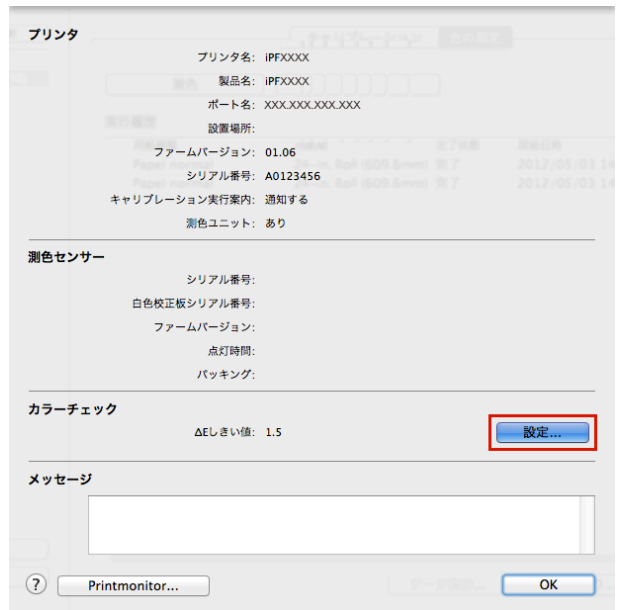 プリンタ
プリンタ名: iPFXXXX
製品名: iPFXXXX
ポート名: XXX.XXX.XXX.XXX
設置場所:
ファームバージョン: 01.06
シリアル番号: A0123456
キャリブレーション実行案内: 通知する
測色ユニット: あり
測色センサー
シリアル番号:
白色校正板シリアル番号:
ファームバージョン:
点灯時間:
バッキング:
カラーチェック
ΔEしきい値: 1.5
設定...
メッセージ
?
Printmonitor...
OK